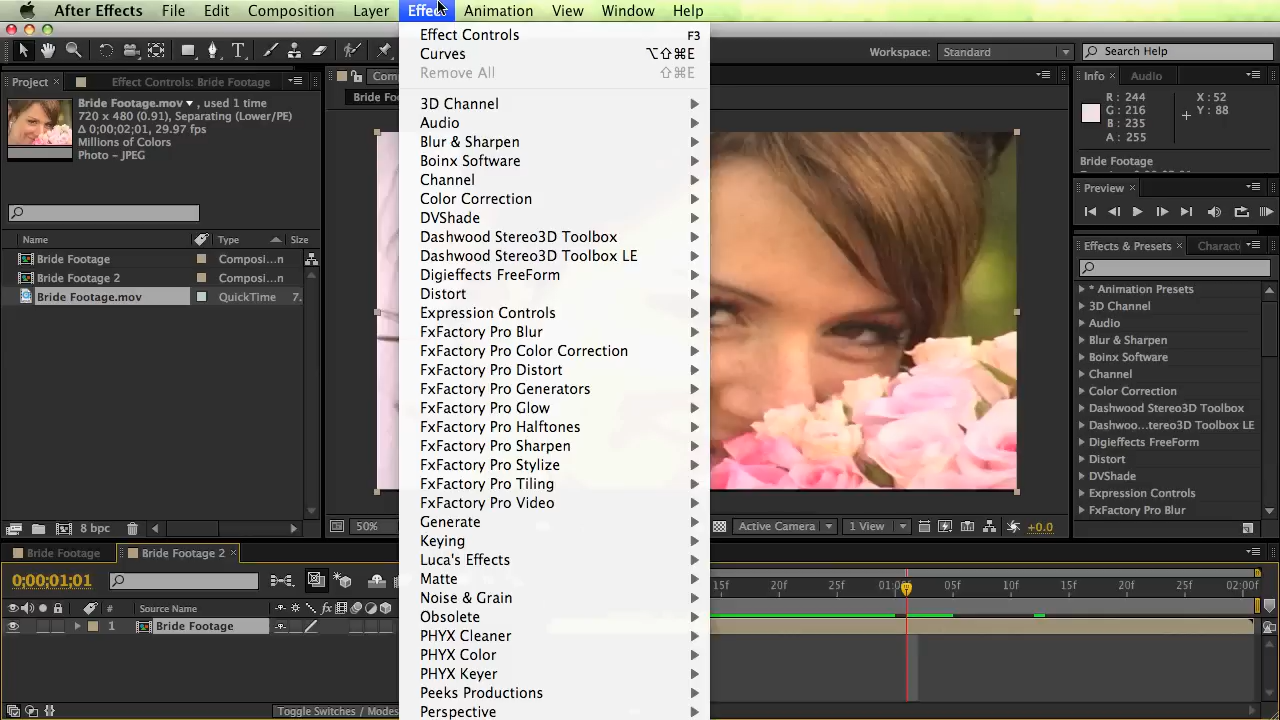 After Effects File Edit Composition Layer Effect Animation View Window Help
Workspace: Standard Search Help
Project Effect Controls: Bride Footage
Bride Footage.mov ▼, used 1 time
720 x 480 (0.91), Separating (Lower/PE)
Δ 0;00;02;01, 29.97 fps
Millions of Colors
Photo - JPEG
Name Type Size
Bride Footage Composi...n
Bride Footage 2 Composi...n
Bride Footage.mov QuickTime 7.
8 bpc
Effect Controls F3
Curves ⌥⇧⌘E
Remove All ⇧⌘E
3D Channel
Audio
Blur & Sharpen
Boinx Software
Channel
Color Correction
DVShade
Dashwood Stereo3D Toolbox
Dashwood Stereo3D Toolbox LE
Digieffects FreeForm
Distort
Expression Controls
FxFactory Pro Blur
FxFactory Pro Color Correction
FxFactory Pro Distort
FxFactory Pro Generators
FxFactory Pro Glow
FxFactory Pro Halftones
FxFactory Pro Sharpen
FxFactory Pro Stylize
FxFactory Pro Tiling
FxFactory Pro Video
Generate
Keying
Luca's Effects
Matte
Noise & Grain
Obsolete
PHYX Cleaner
PHYX Color
PHYX Keyer
Peeks Productions
Perspective
Comp
Bride Fo
50% Active Camera 1 View +0.0
Info Audio
R : 244 X : 52
G : 216 Y : 88
B : 235
A : 255
Bride Footage
Preview
Effects & Presets Charact
* Animation Presets
3D Channel
Audio
Blur & Sharpen
Boinx Software
Channel
Color Correction
Dashwood Stereo3D Toolbox
Dashwoo...tereo3D Toolbox LE
Digieffects FreeForm
Distort
DVShade
Expression Controls
FxFactory Pro Blur
Bride Footage Bride Footage 2
0;00;01;01
# Source Name
1 Bride Footage
Toggle Switches / Modes
15f 20f 25f 01:0 05f 10f 15f 20f 25f 02:00f